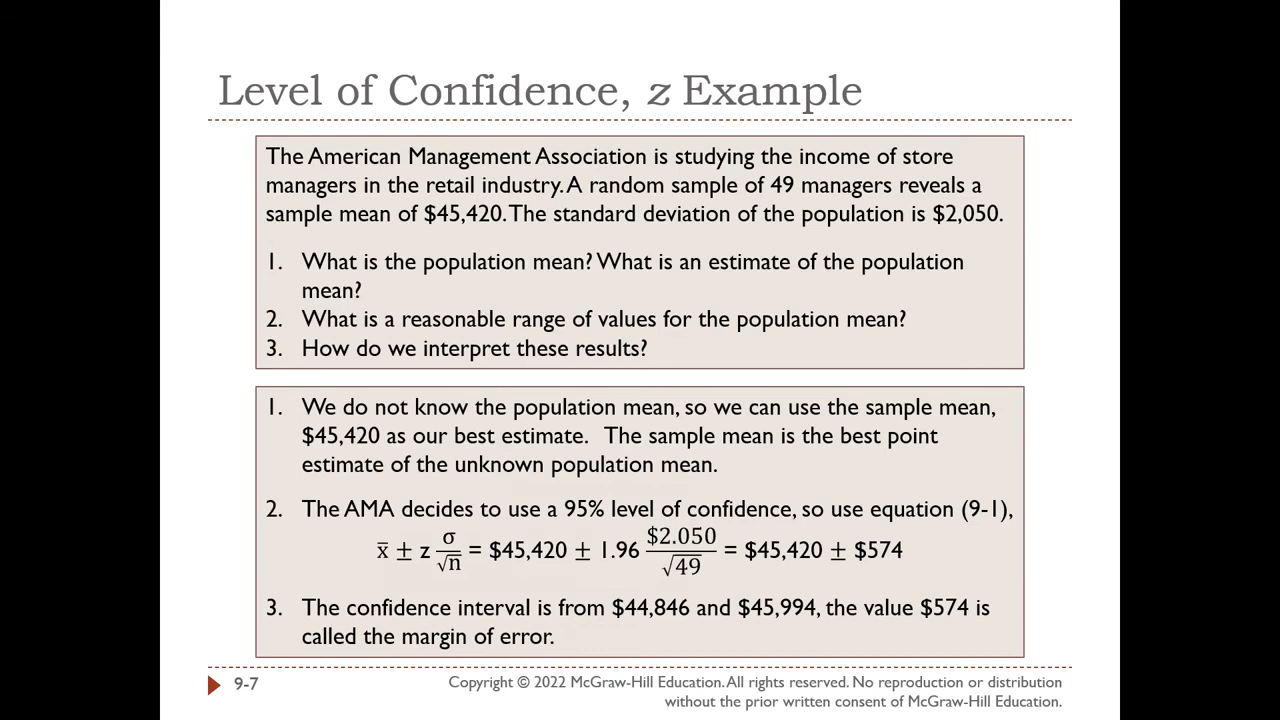 Level of Confidence, z Example
The American Management Association is studying the income of store
managers in the retail industry. A random sample of 49 managers reveals a
sample mean of $45,420. The standard deviation of the population is $2,050.
1. What is the population mean? What is an estimate of the population
mean?
2. What is a reasonable range of values for the population mean?
3. How do we interpret these results?
1. We do not know the population mean, so we can use the sample mean,
$45,420 as our best estimate. The sample mean is the best point
estimate of the unknown population mean.
2. The AMA decides to use a 95% level of confidence, so use equation (9-1),
x̄ ± z σ/√n = $45,420 ± 1.96 $2.050/√49 = $45,420 ± $574
3. The confidence interval is from $44,846 and $45,994, the value $574 is
called the margin of error.
9-7
Copyright © 2022 McGraw-Hill Education. All rights reserved. No reproduction or distribution
without the prior written consent of McGraw-Hill Education.